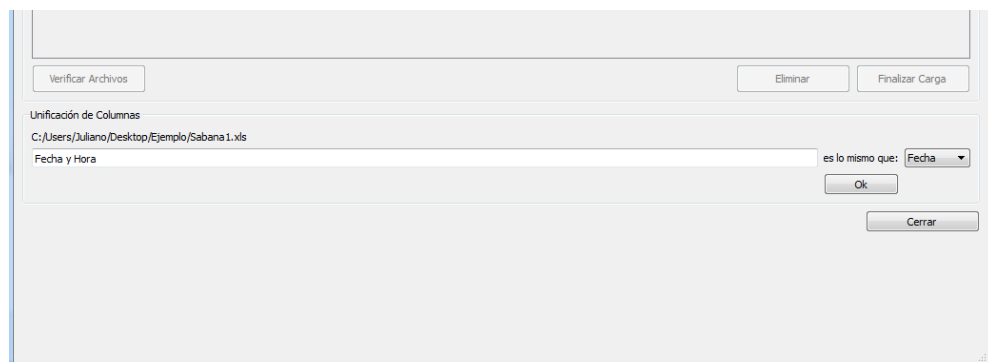 Verificar Archivos Eliminar Finalizar Carga
Unificación de Columnas
C:/Users/Juliano/Desktop/Ejemplo/Sabana1.xls
Fecha y Hora es lo mismo que: Fecha
Ok
Cerrar